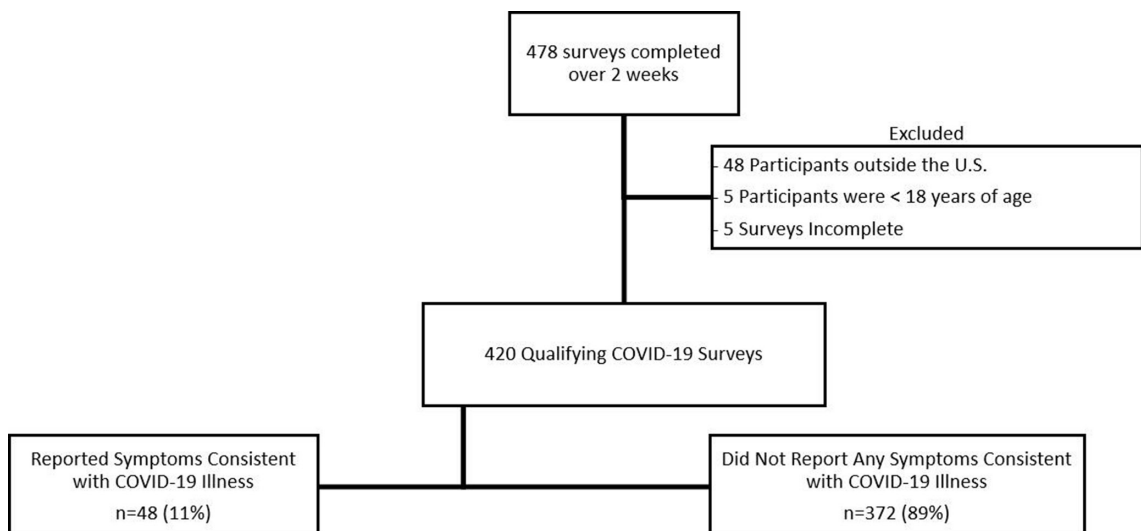 478 surveys completed
over 2 weeks
Excluded
- 48 Participants outside the U.S.
- 5 Participants were < 18 years of age
- 5 Surveys Incomplete
420 Qualifying COVID-19 Surveys
Reported Symptoms Consistent
with COVID-19 Illness
n=48 (11%)
Did Not Report Any Symptoms Consistent
with COVID-19 Illness
n=372 (89%)